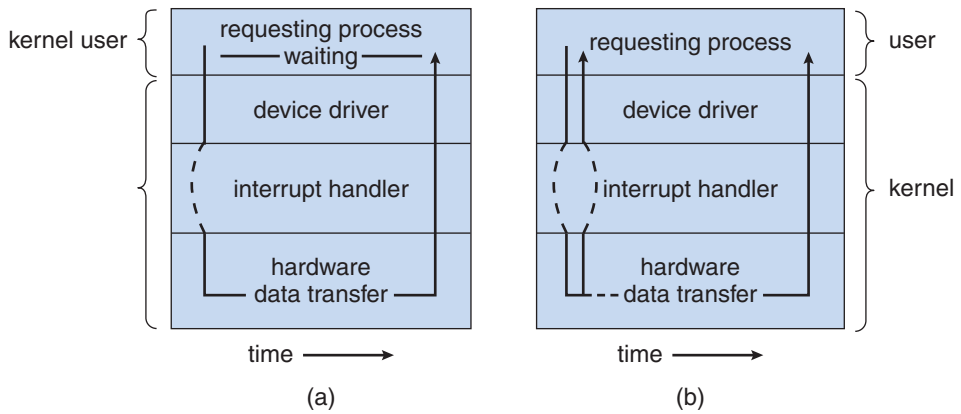 kernel user
requesting process
waiting
device driver
interrupt handler
hardware
data transfer
time
(a)
requesting process
user
device driver
interrupt handler
kernel
hardware
data transfer
time
(b)